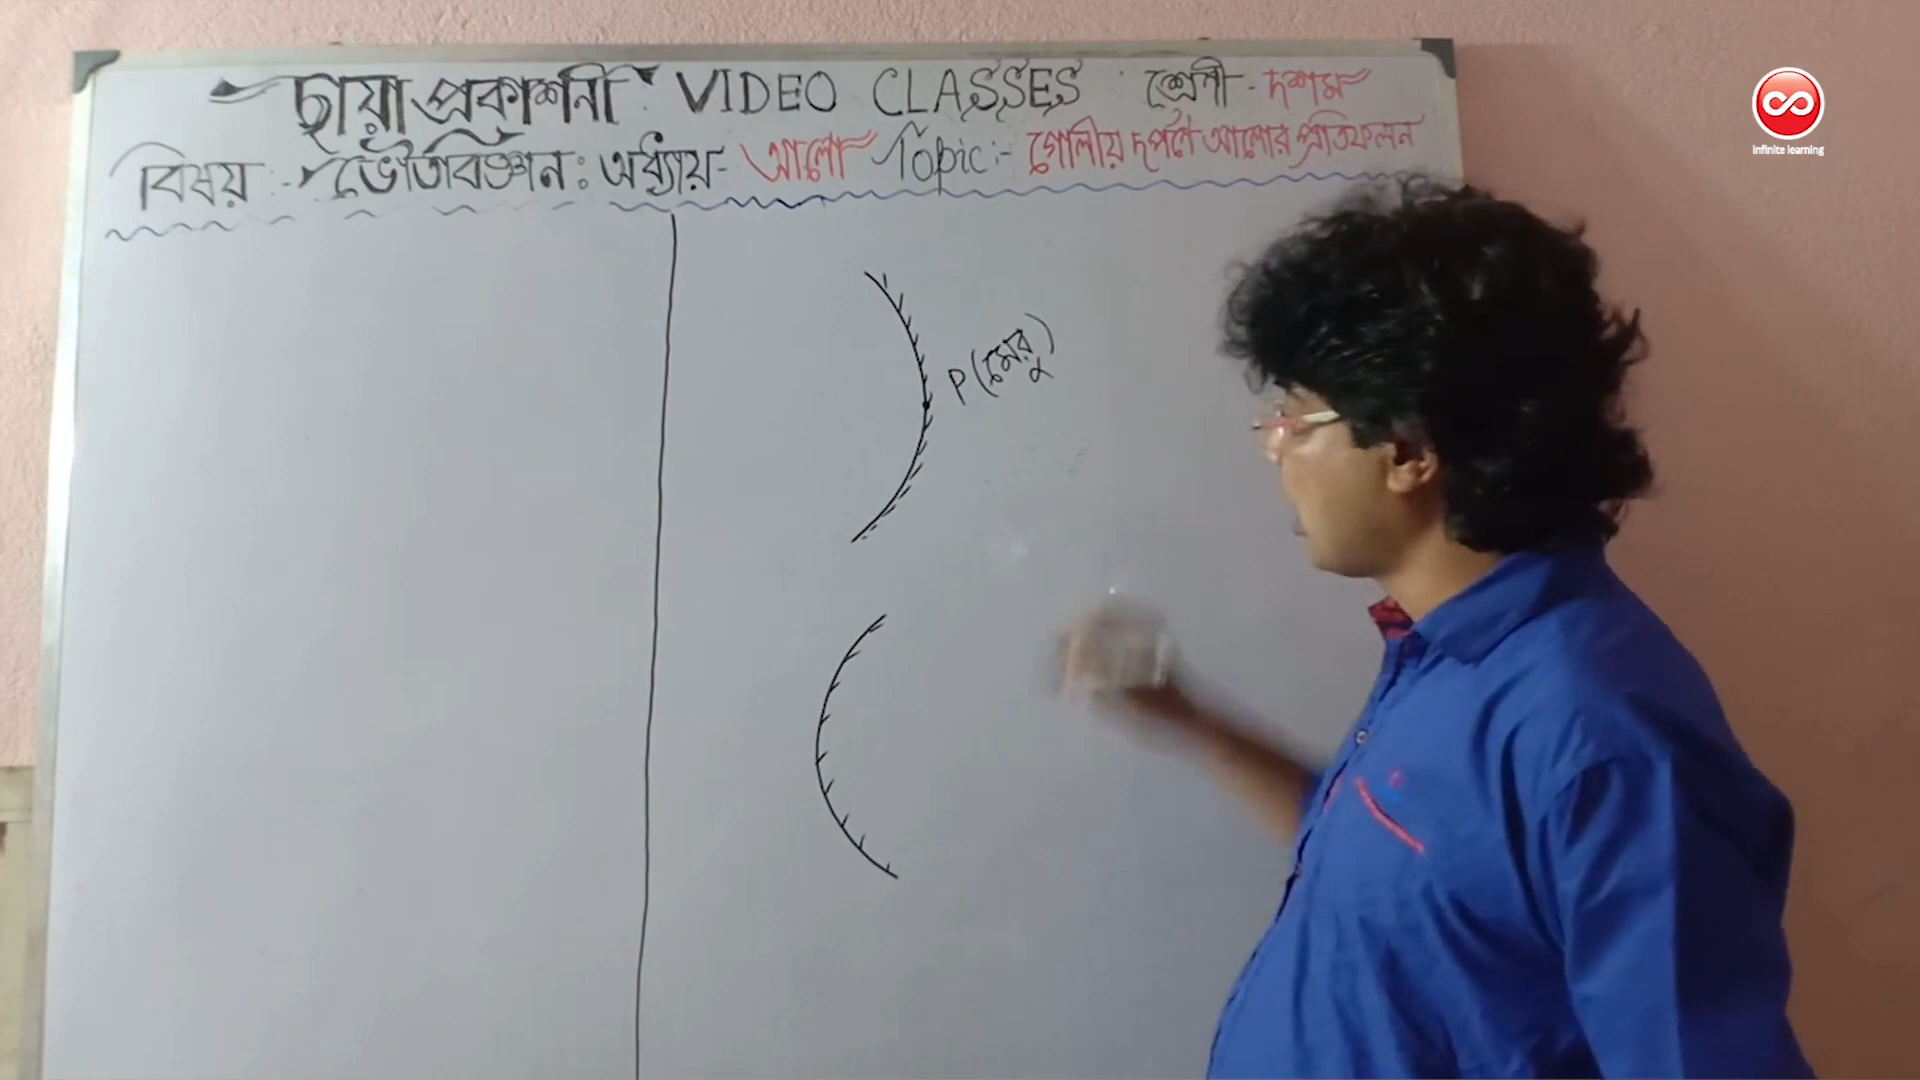 ছায়া প্রকাশনী VIDEO CLASSES শ্রেণী - দশম
বিষয় :- ভৌতবিজ্ঞান : অধ্যায় - আলো Topic :- গোলীয় দর্পণে আলোর প্রতিফলন
P (মেরু)
infinite learning